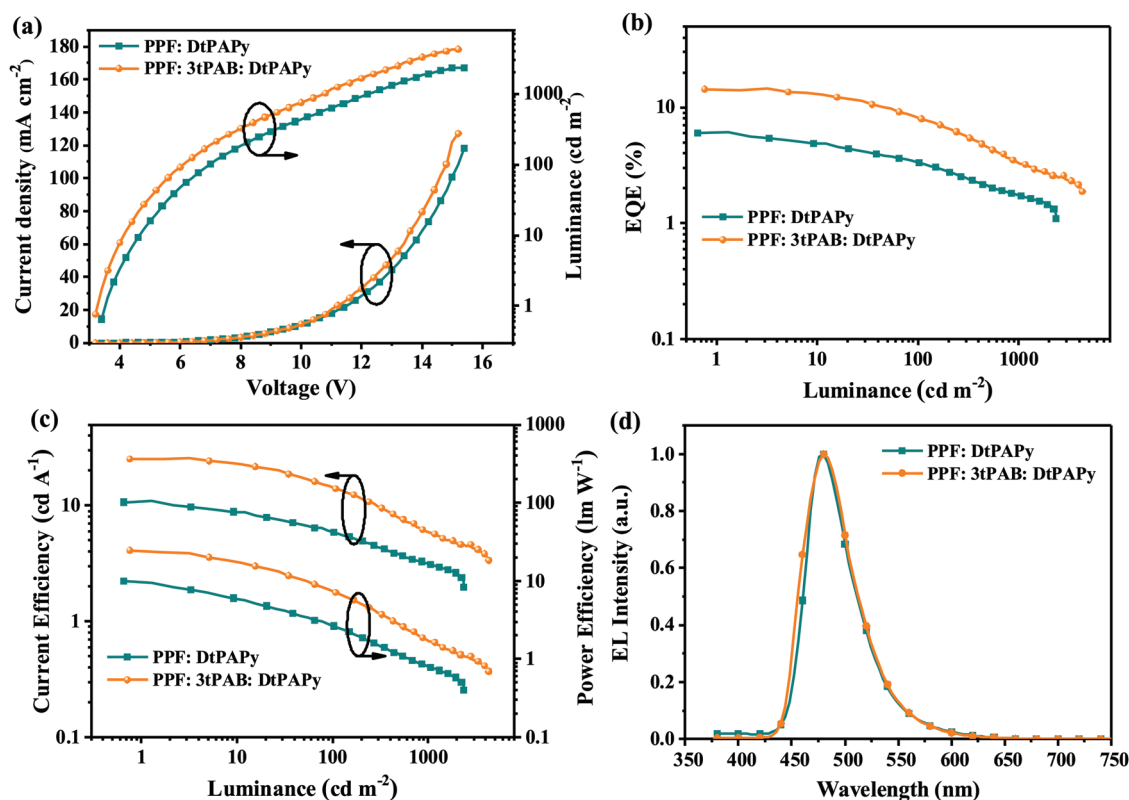 (a)
PPF: DtPAPy
PPF: 3tPAB: DtPAPy
Current density (mA cm-2)
180
160
140
120
100
80
60
40
20
0
4
6
8
10
12
14
16
Voltage (V)
1000
100
10
1
Luminance (cd m-2)
(b)
EQE (%)
10
1
0.1
PPF: DtPAPy
PPF: 3tPAB: DtPAPy
1
10
100
1000
Luminance (cd m-2)
(c)
Current Efficiency (cd A-1)
10
1
0.1
PPF: DtPAPy
PPF: 3tPAB: DtPAPy
1
10
100
1000
Luminance (cd m-2)
1000
100
10
1
0.1
Power Efficiency (lm W-1)
(d)
PPF: DtPAPy
PPF: 3tPAB: DtPAPy
EL Intensity (a.u.)
1.0
0.8
0.6
0.4
0.2
0.0
350
400
450
500
550
600
650
700
750
Wavelength (nm)